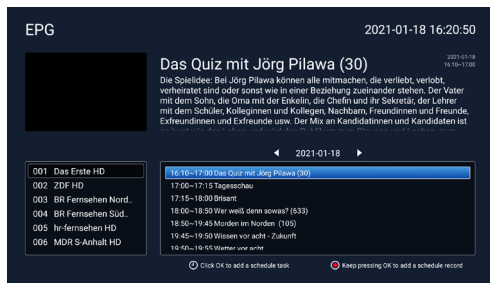 EPG
2021-01-18 16:20:50
Das Quiz mit Jörg Pilawa (30)
2321-01-18
16:10~17:00
Die Spielidee: Bei Jörg Pilawa können alle mitmachen, die verliebt, verlobt,
verheiratet sind oder sonst wie in einer Beziehung zueinander stehen. Der Vater
mit dem Sohn, die Oma mit der Enkelin, die Chefin und ihr Sekretär, der Lehrer
mit dem Schüler, Kolleginnen und Kollegen, Nachbarn, Freundinnen und Freunde,
Exfreundinnen und Exfreunde usw. Der Mix an Kandidatinnen und Kandidaten ist
2021-01-18
001 Das Erste HD
002 ZDF HD
003 BR Fernsehen Nord..
004 BR Fernsehen Süd..
005 hr-fernsehen HD
006 MDR S-Anhalt HD
16:10~17:00 Das Quiz mit Jörg Pilawa (30)
17:00~17:15 Tagesschau
17:15~18:00 Brisant
18:00~18:50 Wer weiß denn sowas? (633)
18:50~19:45 Morden im Norden (105)
19:45~19:50 Wissen vor acht - Zukunft
19:50~19:55 Wetter vor acht
Click OK to add a schedule task
Keep pressing OK to add a schedule record